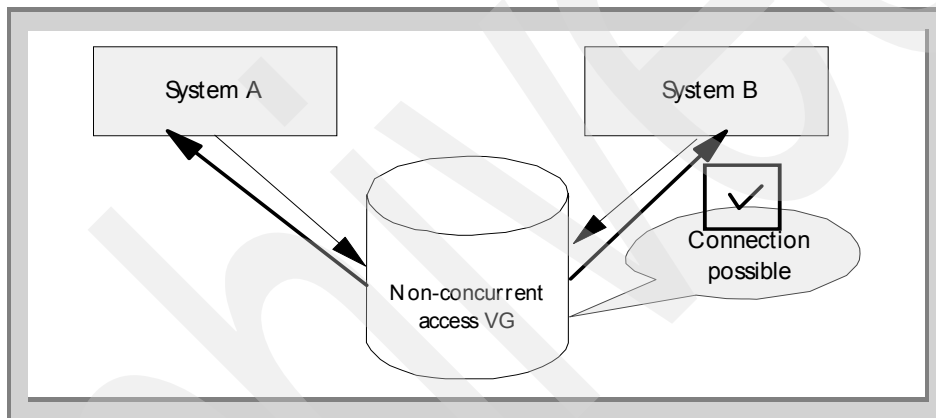 System A
System B
Connection
possible
Non-concurrent
access VG